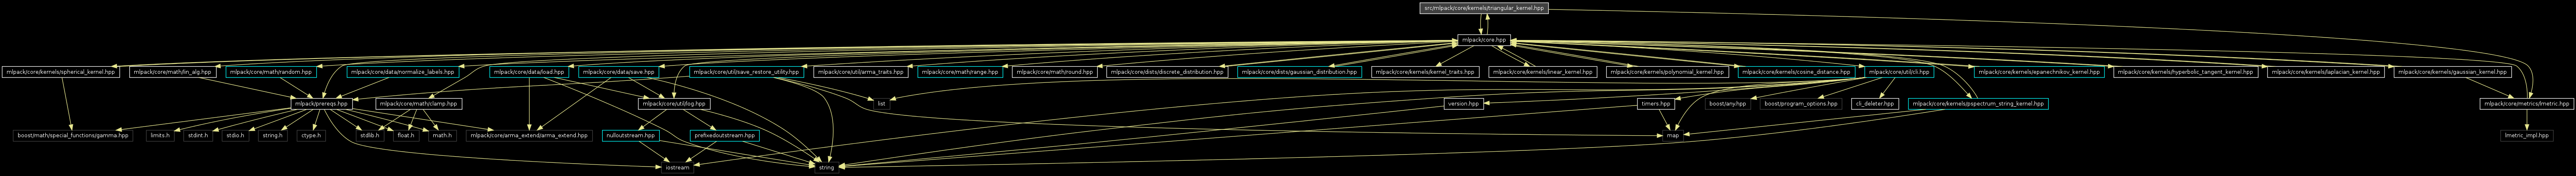 src/mlpack/core/kernels/triangular_kernel.hpp
mlpack/core.hpp
mlpack/core/kernels/spherical_kernel.hpp
mlpack/core/math/lin_alg.hpp
mlpack/core/math/random.hpp
mlpack/core/data/normalize_labels.hpp
mlpack/core/data/load.hpp
mlpack/core/data/save.hpp
mlpack/core/util/save_restore_utility.hpp
mlpack/core/util/arma_traits.hpp
mlpack/core/math/range.hpp
mlpack/core/math/round.hpp
mlpack/core/dists/discrete_distribution.hpp
mlpack/core/dists/gaussian_distribution.hpp
mlpack/core/kernels/kernel_traits.hpp
mlpack/core/kernels/linear_kernel.hpp
mlpack/core/kernels/polynomial_kernel.hpp
mlpack/core/kernels/cosine_distance.hpp
mlpack/core/util/cli.hpp
mlpack/core/kernels/epanechnikov_kernel.hpp
mlpack/core/kernels/hyperbolic_tangent_kernel.hpp
mlpack/core/kernels/laplacian_kernel.hpp
mlpack/core/kernels/gaussian_kernel.hpp
mlpack/prereqs.hpp
mlpack/core/math/clamp.hpp
mlpack/core/util/log.hpp
list
version.hpp
timers.hpp
boost/any.hpp
boost/program_options.hpp
cli_deleter.hpp
mlpack/core/kernels/pspectrum_string_kernel.hpp
mlpack/core/metrics/lmetric.hpp
boost/math/special_functions/gamma.hpp
limits.h
stdint.h
stdio.h
string.h
ctype.h
stdlib.h
float.h
math.h
mlpack/core/arma_extend/arma_extend.hpp
nulloutstream.hpp
prefixedoutstream.hpp
map
lmetric_impl.hpp
iostream
string